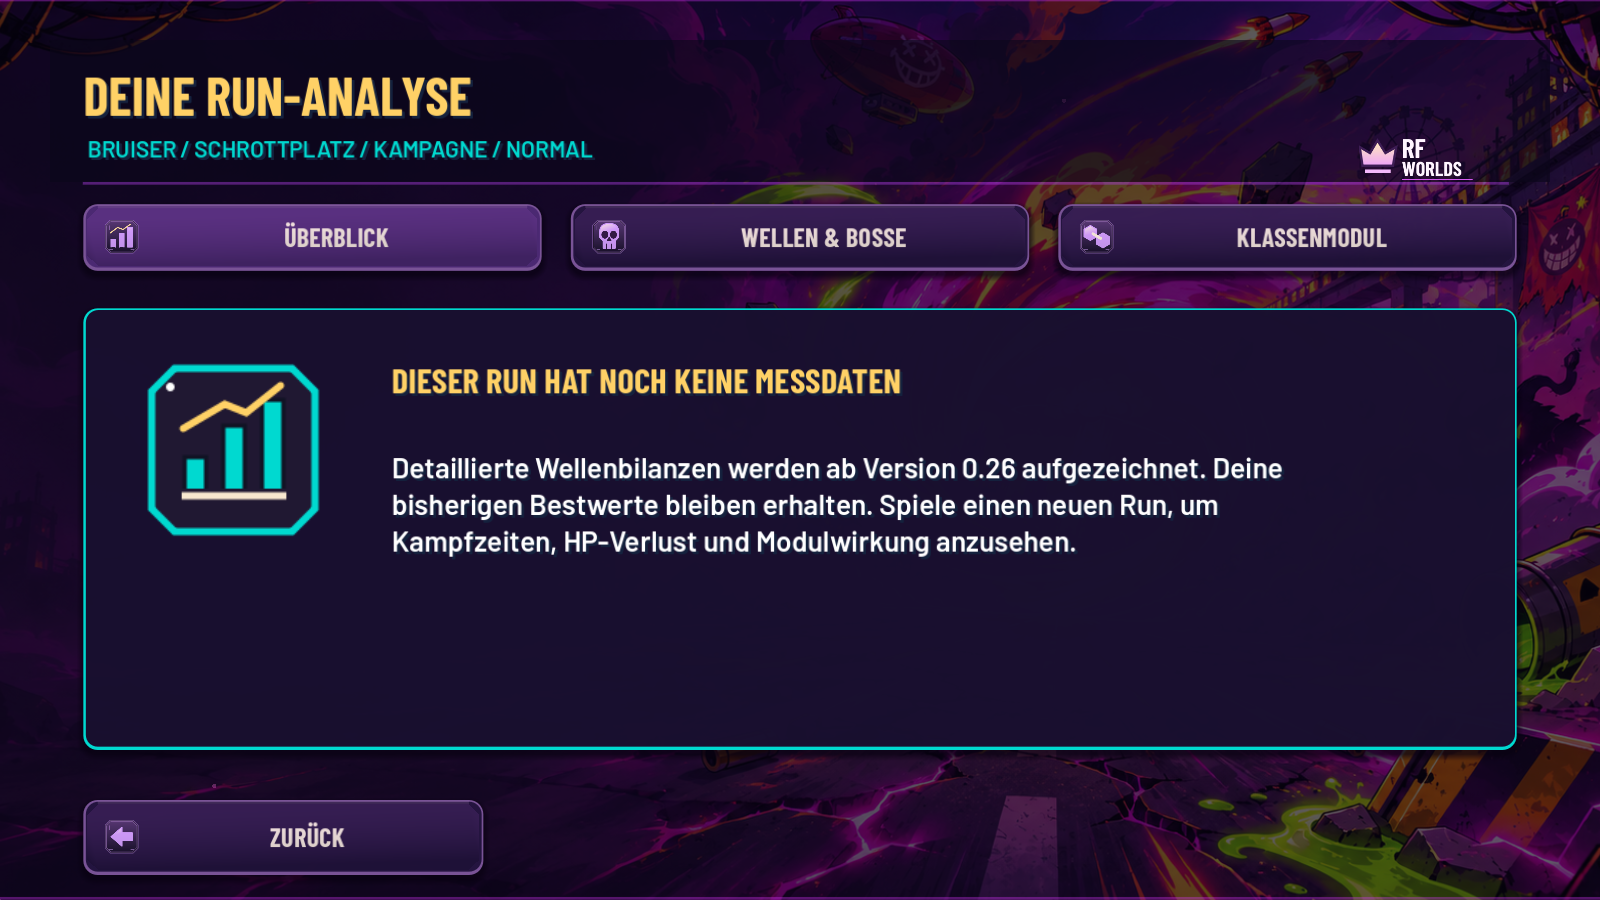 DEINE RUN-ANALYSE
BRUISER / SCHROTTPLATZ / KAMPAGNE / NORMAL
RF
WORLDS
ÜBERBLICK
WELLEN & BOSSE
KLASSENMODUL
DIESER RUN HAT NOCH KEINE MESSDATEN
Detaillierte Wellenbilanzen werden ab Version 0.26 aufgezeichnet. Deine
bisherigen Bestwerte bleiben erhalten. Spiele einen neuen Run, um
Kampfzeiten, HP-Verlust und Modulwirkung anzusehen.
ZURÜCK